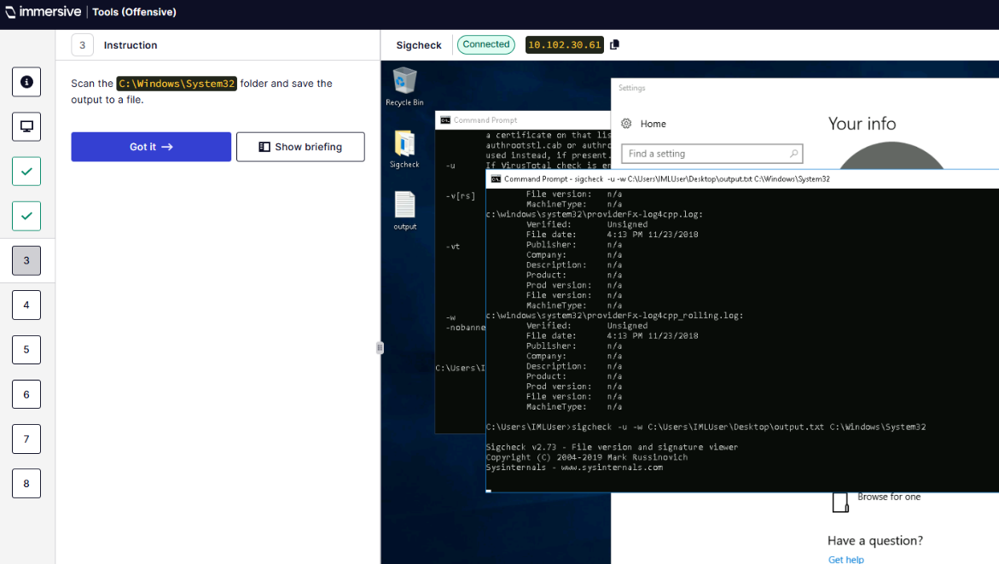 immersive Tools (Offensive)
3 Instruction
Scan the C:\Windows\System32 folder and save the
output to a file.
Got it →
Show briefing
3
4
5
6
7
8
Sigcheck Connected 10.102.30.61
Recycle Bin
Sigcheck
output
Command Prompt
a certificate on that lis
authrootstl.cab or authro
used instead, if present.
-u If VirusTotal check is en
-v[rs]
-vt
-w
-nobanne
C:\Users\I
Settings
Home
Find a setting
Your info
Command Prompt - sigcheck -u -w C:\Users\IMLUser\Desktop\output.txt C:\Windows\System32
File version: n/a
MachineType: n/a
c:\windows\system32\providerFx-log4cpp.log:
Verified: Unsigned
File date: 4:13 PM 11/23/2018
Publisher: n/a
Company: n/a
Description: n/a
Product: n/a
Prod version: n/a
File version: n/a
MachineType: n/a
c:\windows\system32\providerFx-log4cpp_rolling.log:
Verified: Unsigned
File date: 4:13 PM 11/23/2018
Publisher: n/a
Company: n/a
Description: n/a
Product: n/a
Prod version: n/a
File version: n/a
MachineType: n/a
C:\Users\IMLUser>sigcheck -u -w C:\Users\IMLUser\Desktop\output.txt C:\Windows\System32
Sigcheck v2.73 - File version and signature viewer
Copyright (C) 2004-2019 Mark Russinovich
Sysinternals - www.sysinternals.com
Browse for one
Have a question?
Get help